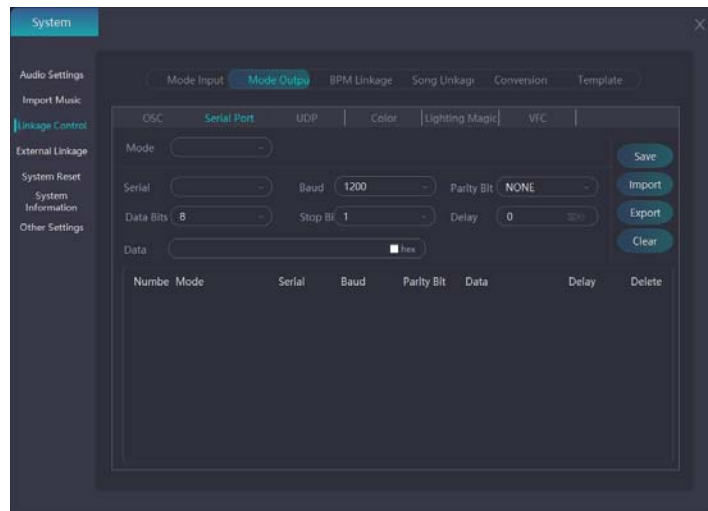 System
Audio Settings
Import Music
Linkage Control
External Linkage
System Reset
System
Information
Other Settings
Mode Input Mode Outpu BPM Linkage Song Linkagi Conversion Template
OSC Serial Port UDP Color Lighting Magic VFC
Mode
Serial Baud 1200 Parity Bit NONE
Data Bits 8 Stop Bi 1 Delay 0
Data hex
Save
Import
Export
Clear
Numbe Mode Serial Baud Parity Bit Data Delay Delete